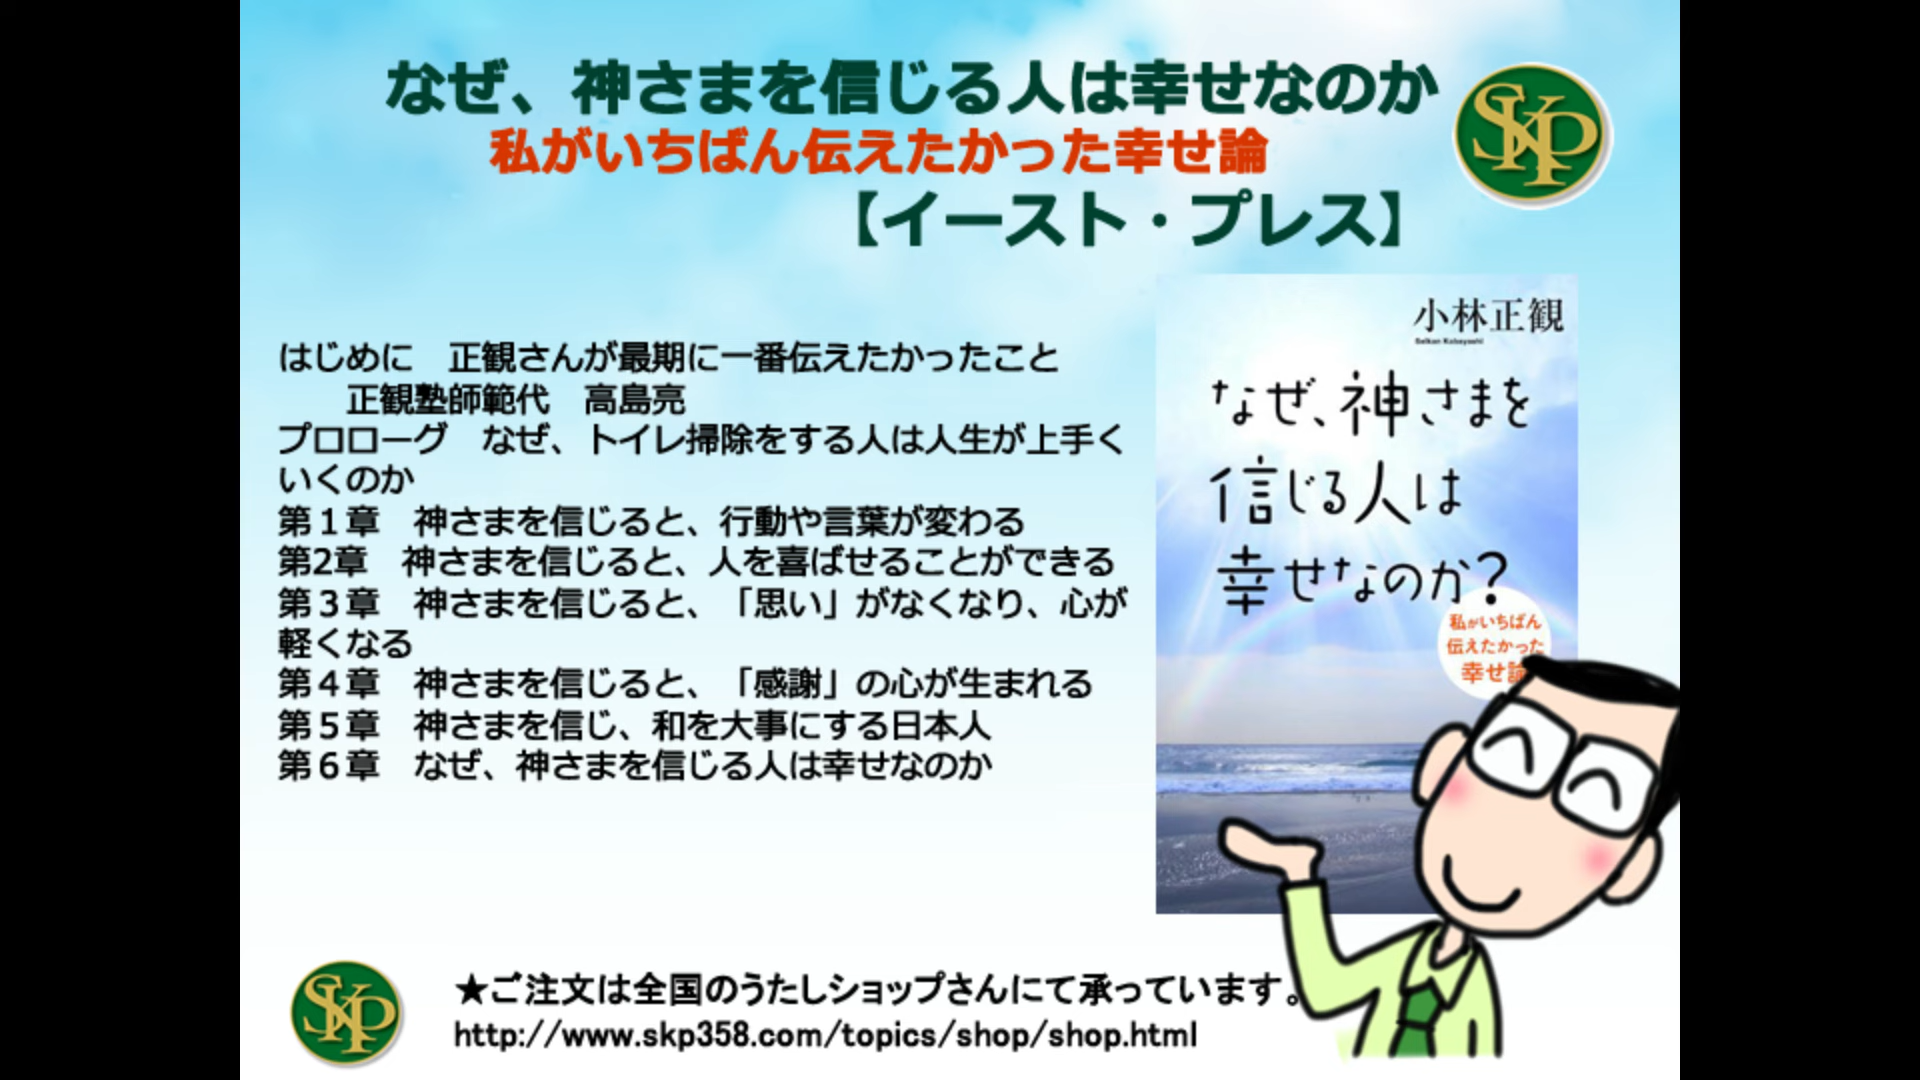 なぜ、神さまを信じる人は幸せなのか
私がいちばん伝えたかった幸せ論
【イースト・プレス】
SKP
はじめに　正観さんが最期に一番伝えたかったこと
正観塾師範代　高島亮
プロローグ　なぜ、トイレ掃除をする人は人生が上手く
いくのか
第１章　神さまを信じると、行動や言葉が変わる
第2章　神さまを信じると、人を喜ばせることができる
第３章　神さまを信じると、「思い」がなくなり、心が
軽くなる
第４章　神さまを信じると、「感謝」の心が生まれる
第５章　神さまを信じ、和を大事にする日本人
第６章　なぜ、神さまを信じる人は幸せなのか
小林正観
Seikan Kobayashi
なぜ、神さまを
信じる人は
幸せなのか?
私がいちばん
伝えたかった
幸せ論
SKP
★ご注文は全国のうたしショップさんにて承っています。
http://www.skp358.com/topics/shop/shop.html